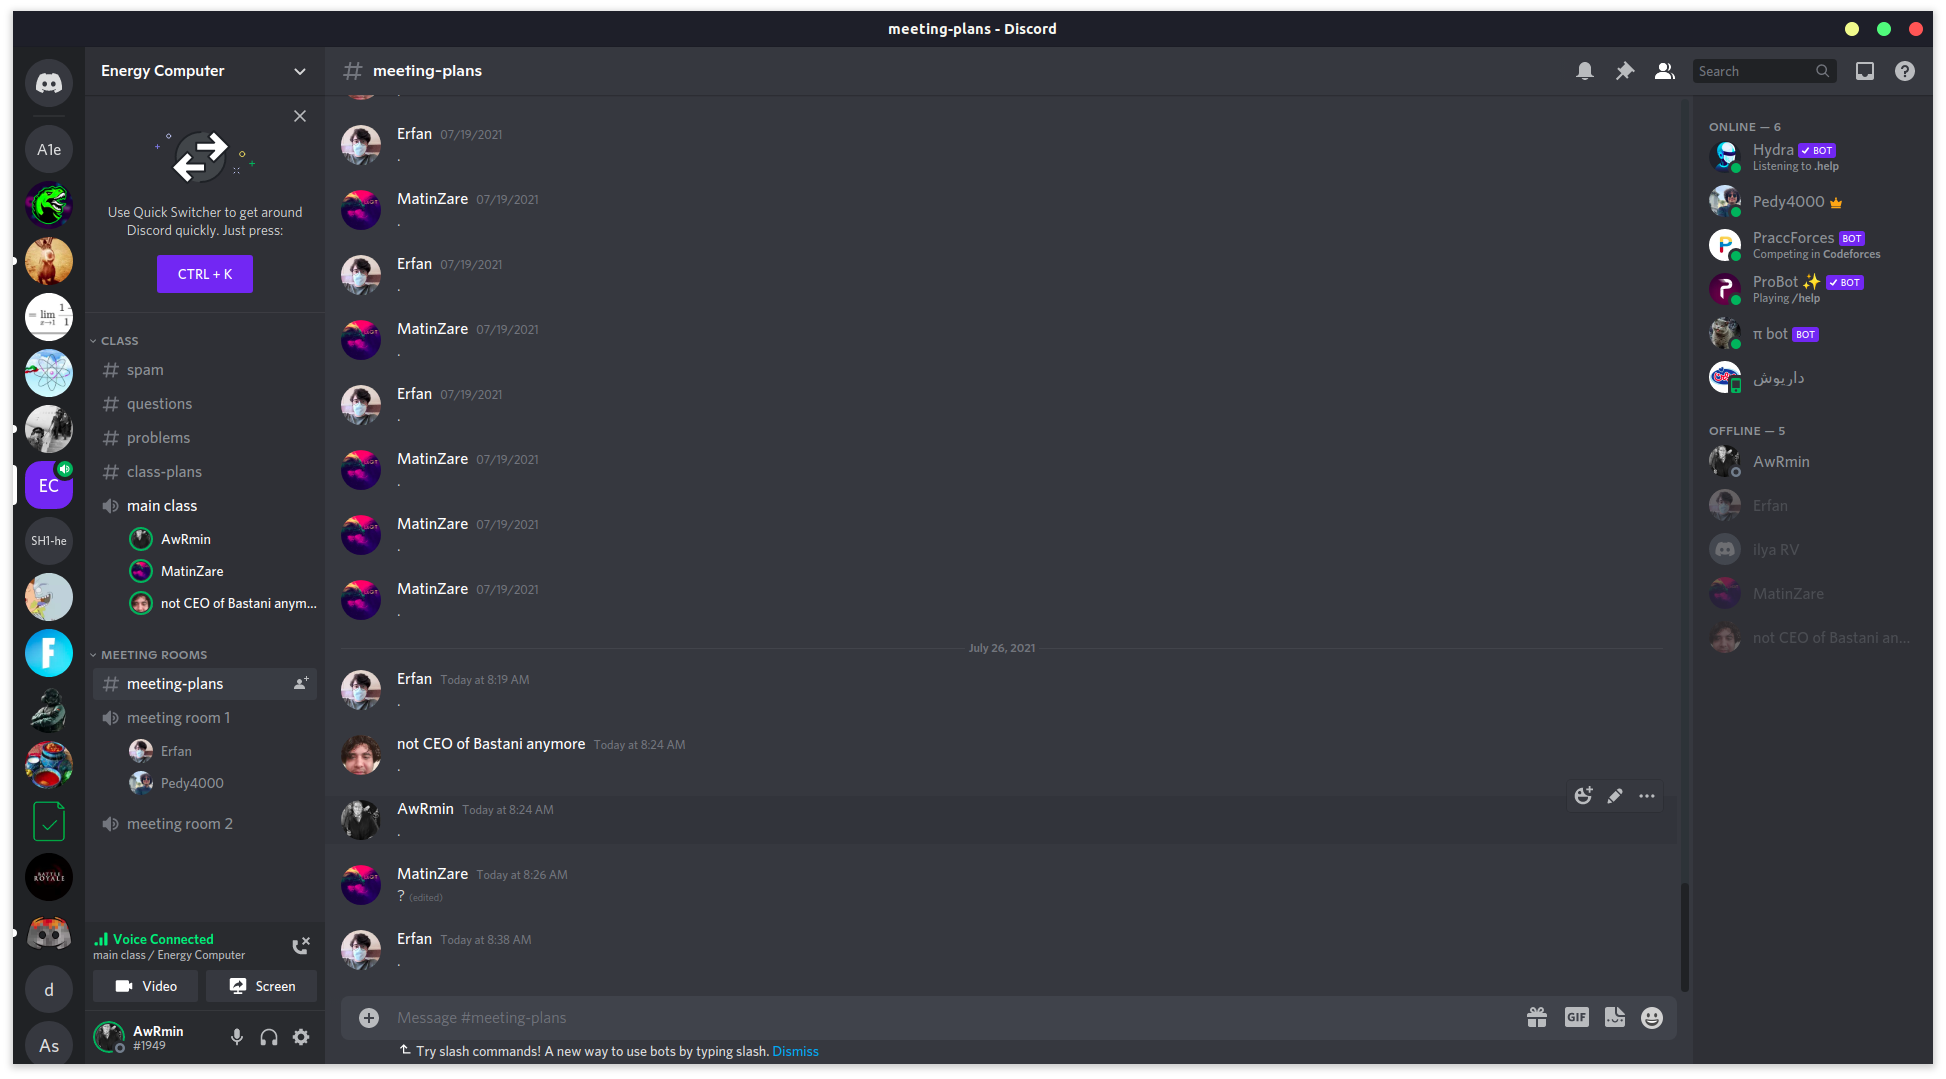 meeting-plans - Discord
Energy Computer
meeting-plans
Search
A1e
= lim 1
x→1 1
EC
SH1-he
F
BATTLE
ROYALE
d
As
Use Quick Switcher to get around
Discord quickly. Just press:
CTRL + K
CLASS
spam
questions
problems
class-plans
main class
AwRmin
MatinZare
not CEO of Bastani anym...
MEETING ROOMS
meeting-plans
meeting room 1
Erfan
Pedy4000
meeting room 2
Voice Connected
main class / Energy Computer
Video
Screen
AwRmin
#1949
.
Erfan 07/19/2021
.
MatinZare 07/19/2021
.
Erfan 07/19/2021
.
MatinZare 07/19/2021
.
Erfan 07/19/2021
.
MatinZare 07/19/2021
.
MatinZare 07/19/2021
.
MatinZare 07/19/2021
.
July 26, 2021
Erfan Today at 8:19 AM
.
not CEO of Bastani anymore Today at 8:24 AM
.
AwRmin Today at 8:24 AM
.
MatinZare Today at 8:26 AM
? (edited)
Erfan Today at 8:38 AM
.
Message #meeting-plans
GIF
Try slash commands! A new way to use bots by typing slash. Dismiss
ONLINE — 6
Hydra ✓ BOT
Listening to .help
Pedy4000
PraccForces BOT
Competing in Codeforces
ProBot ✨ ✓ BOT
Playing /help
π bot BOT
داریوش
OFFLINE — 5
AwRmin
Erfan
ilya RV
MatinZare
not CEO of Bastani an...